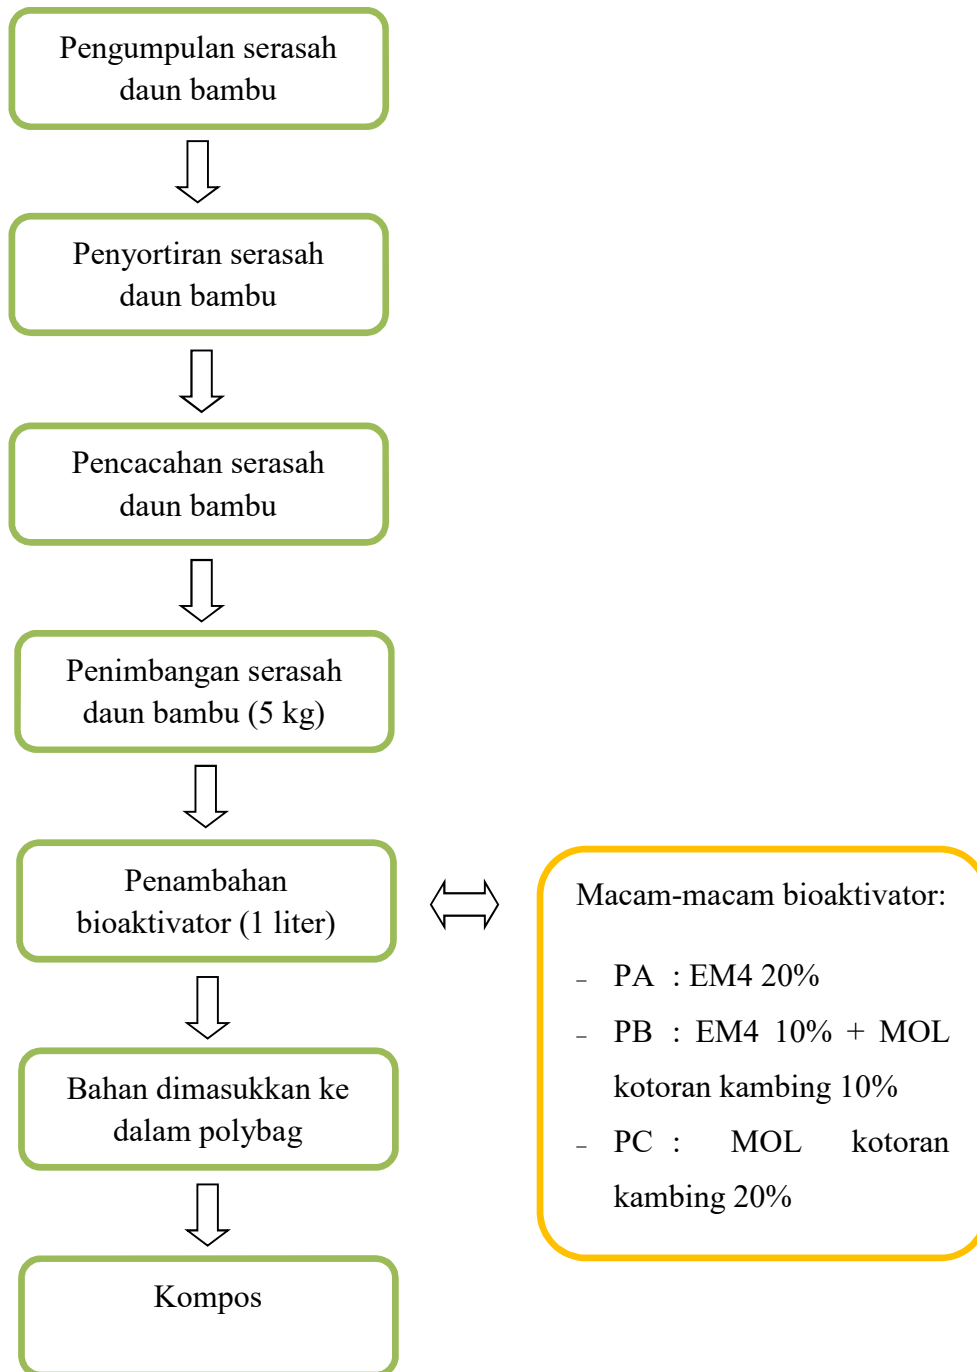 Pengumpulan serasah
daun bambu
Penyortiran serasah
daun bambu
Pencacahan serasah
daun bambu
Penimbangan serasah
daun bambu (5 kg)
Penambahan
bioaktivator (1 liter)
Macam-macam bioaktivator:
- PA : EM4 20%
- PB : EM4 10% + MOL
kotoran kambing 10%
- PC : MOL kotoran
kambing 20%
Bahan dimasukkan ke
dalam polybag
Kompos